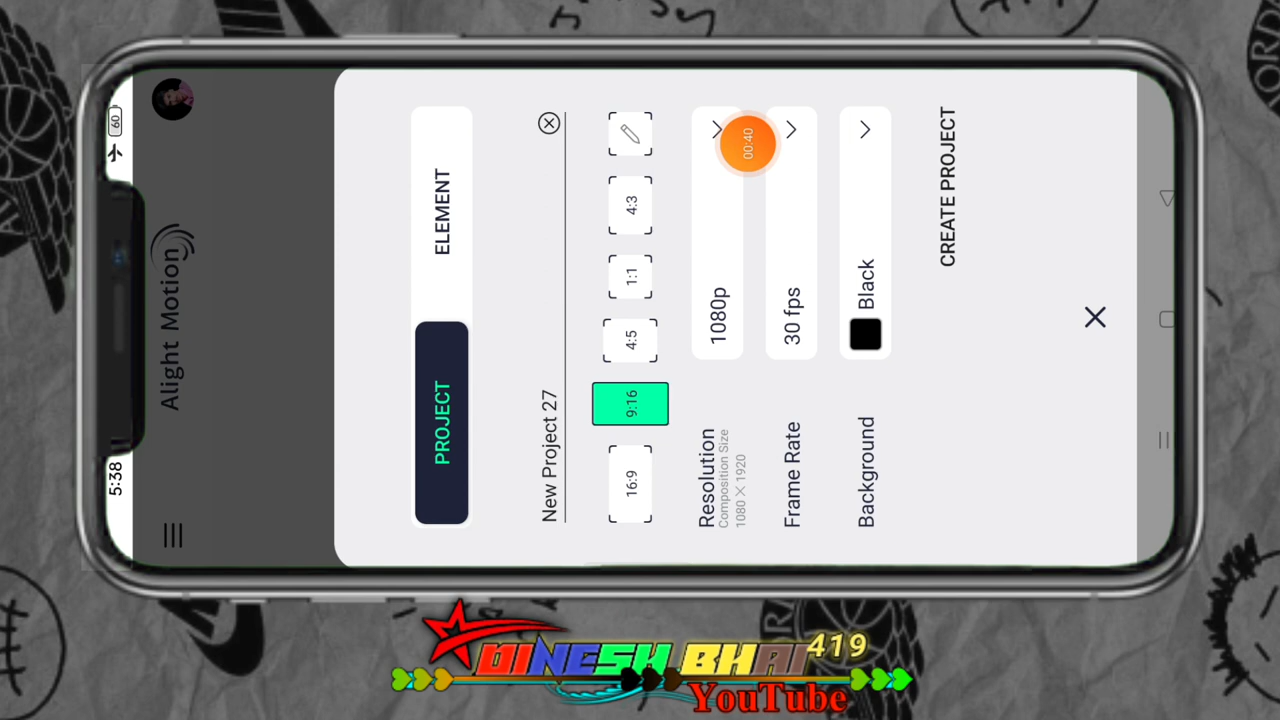 5:38
60
Alight Motion
PROJECT
ELEMENT
New Project 27
16:9
9:16
4:5
1:1
4:3
Resolution
Composition Size
1080 X 1920
1080p
00:40
Frame Rate
30 fps
Background
Black
CREATE PROJECT
DINESH BHAI 419
YouTube